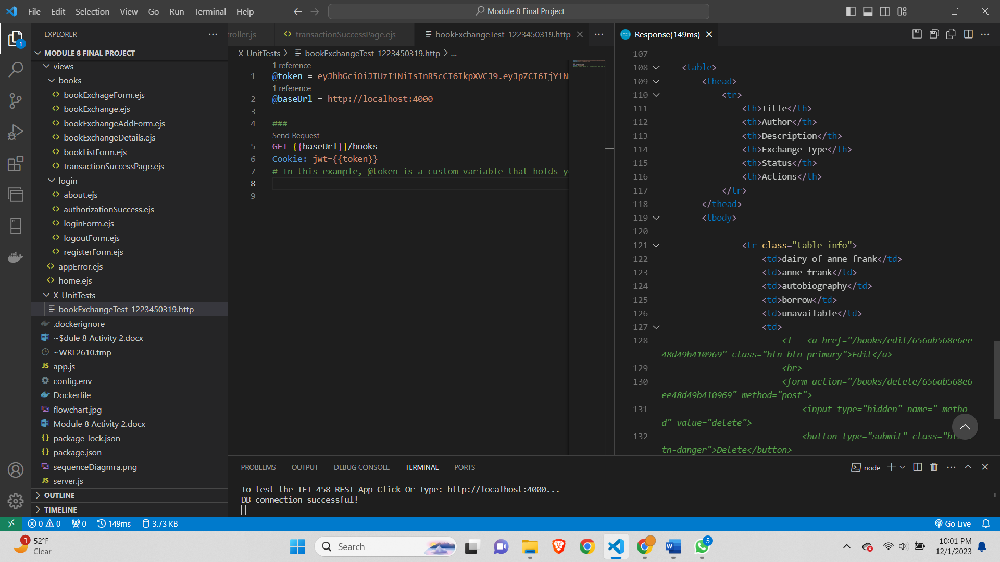 File Edit Selection View Go Run Terminal Help
Module 8 Final Project
EXPLORER
MODULE 8 FINAL PROJECT
views
books
bookExchageForm.ejs
bookExchange.ejs
bookExchangeAddForm.ejs
bookExchangeDetails.ejs
bookListForm.ejs
transactionSuccessPage.ejs
login
about.ejs
authorizationSuccess.ejs
loginForm.ejs
logoutForm.ejs
registerForm.ejs
appError.ejs
home.ejs
X-UnitTests
bookExchangeTest-1223450319.http
.dockerignore
~$dule 8 Activity 2.docx
~WRL2610.tmp
JS app.js
config.env
Dockerfile
flowchart.jpg
Module 8 Activity 2.docx
{} package-lock.json
{} package.json
sequenceDiagmra.png
JS server.js
OUTLINE
TIMELINE
1
roller.js
transactionSuccessPage.ejs
bookExchangeTest-1223450319.http
X-UnitTests > bookExchangeTest-1223450319.http > ...
1 reference
1 @token = eyJhbGciOiJIUzI1NiIsInR5cCI6IkpXVCJ9.eyJpZCI6IjY1N
1 reference
2 @baseUrl = http://localhost:4000
3
4 ###
Send Request
5 GET {{baseUrl}}/books
6 Cookie: jwt={{token}}
7 # In this example, @token is a custom variable that holds y
8
9
Response(149ms)
107
108 <table>
109 <thead>
110 <tr>
111 <th>Title</th>
112 <th>Author</th>
113 <th>Description</th>
114 <th>Exchange Type</th>
115 <th>Status</th>
116 <th>Actions</th>
117 </tr>
118 </thead>
119 <tbody>
120
121 <tr class="table-info">
122 <td>dairy of anne frank</td>
123 <td>anne frank</td>
124 <td>autobiography</td>
125 <td>borrow</td>
126 <td>unavailable</td>
127 <td>
128 <!-- <a href="/books/edit/656ab568e6ee
48d49b410969" class="btn btn-primary">Edit</a>
129 <br>
130 <form action="/books/delete/656ab568e6
ee48d49b410969" method="post">
131 <input type="hidden" name="_metho
d" value="delete">
132 <button type="submit" class="bt
tn-danger">Delete</button>
PROBLEMS OUTPUT DEBUG CONSOLE TERMINAL PORTS
node
To test the IFT 458 REST App Click Or Type: http://localhost:4000...
DB connection successful!
0 0 0 149ms 3.73 KB
Go Live
1
52°F
Clear
Search
5
10:01 PM
12/1/2023